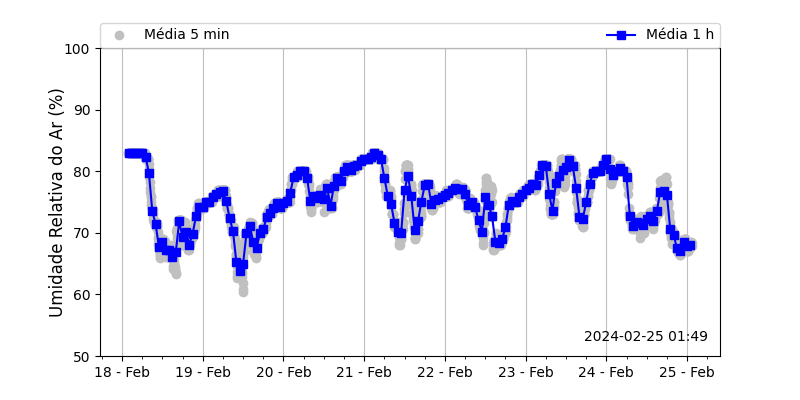 Média 5 min
Média 1 h
Umidade Relativa do Ar (%)
100
90
80
70
60
50
2024-02-25 01:49
18 - Feb
19 - Feb
20 - Feb
21 - Feb
22 - Feb
23 - Feb
24 - Feb
25 - Feb